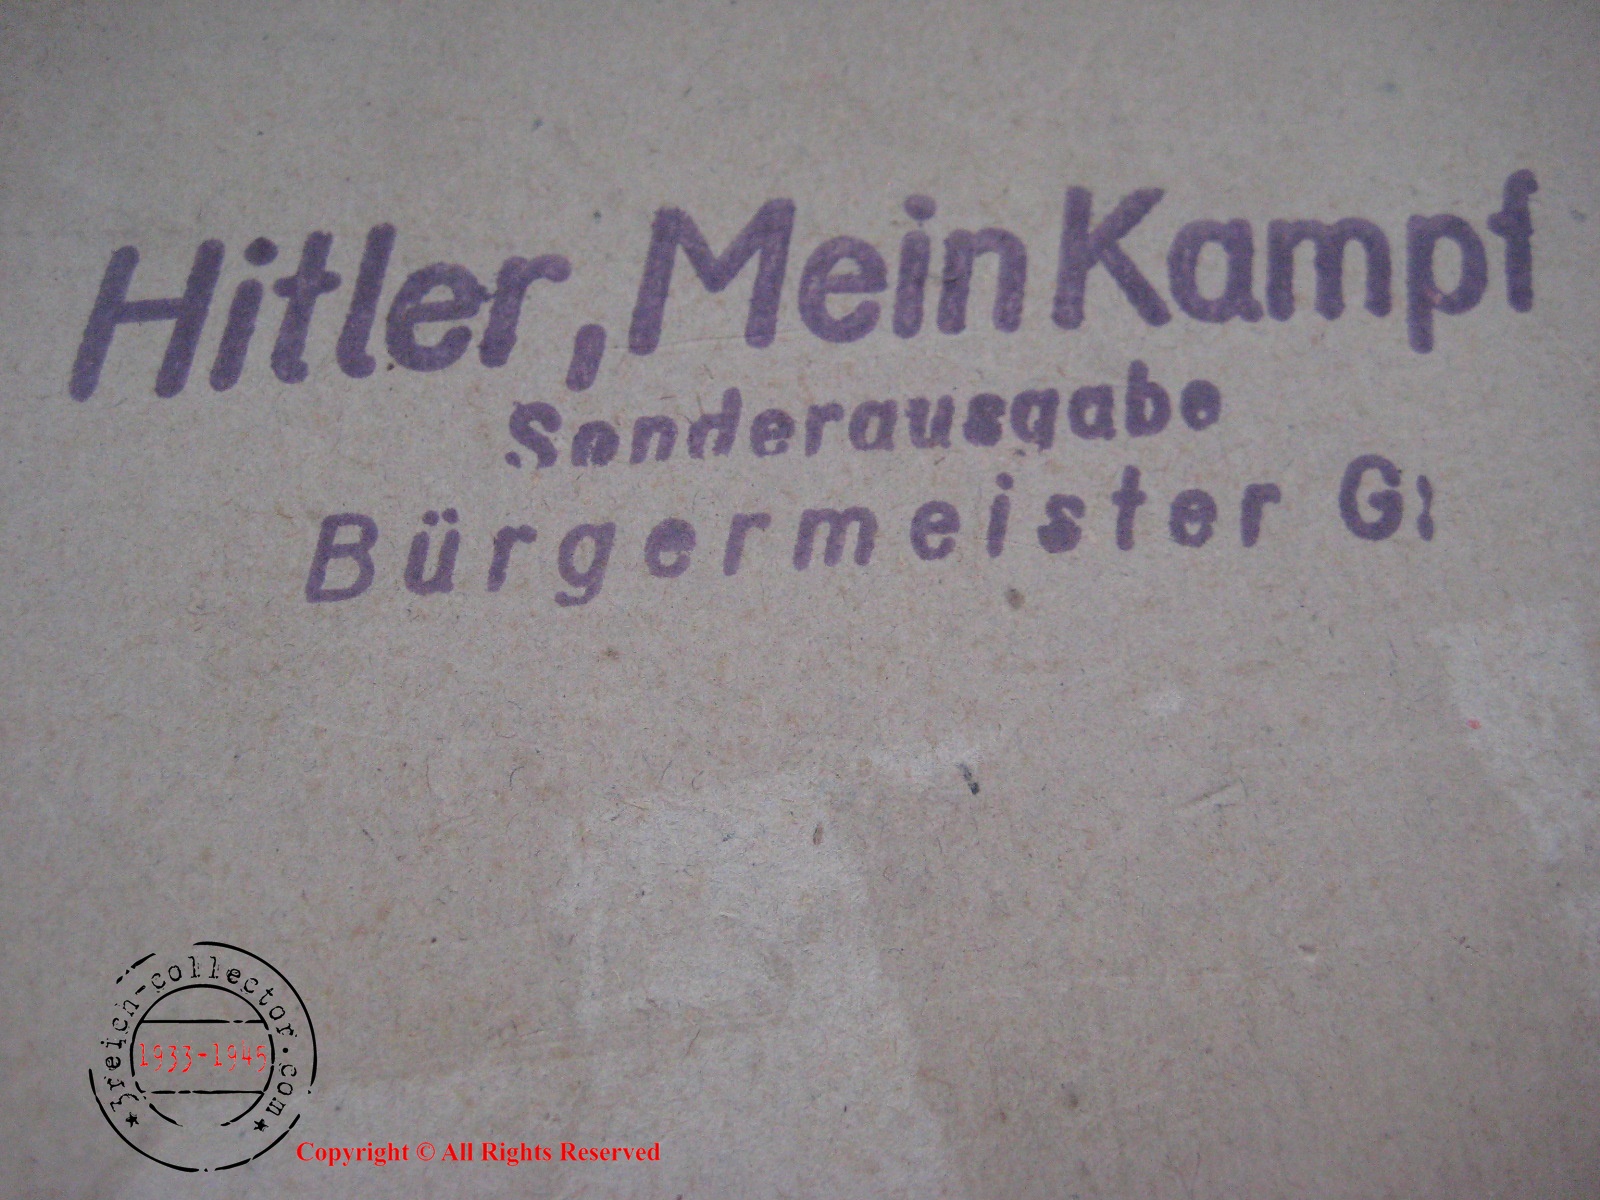 Hitler, Mein Kampf
Sonderausgabe
Bürgermeister
3reich-collector.com
1933-1945
Copyright © All Rights Reserved